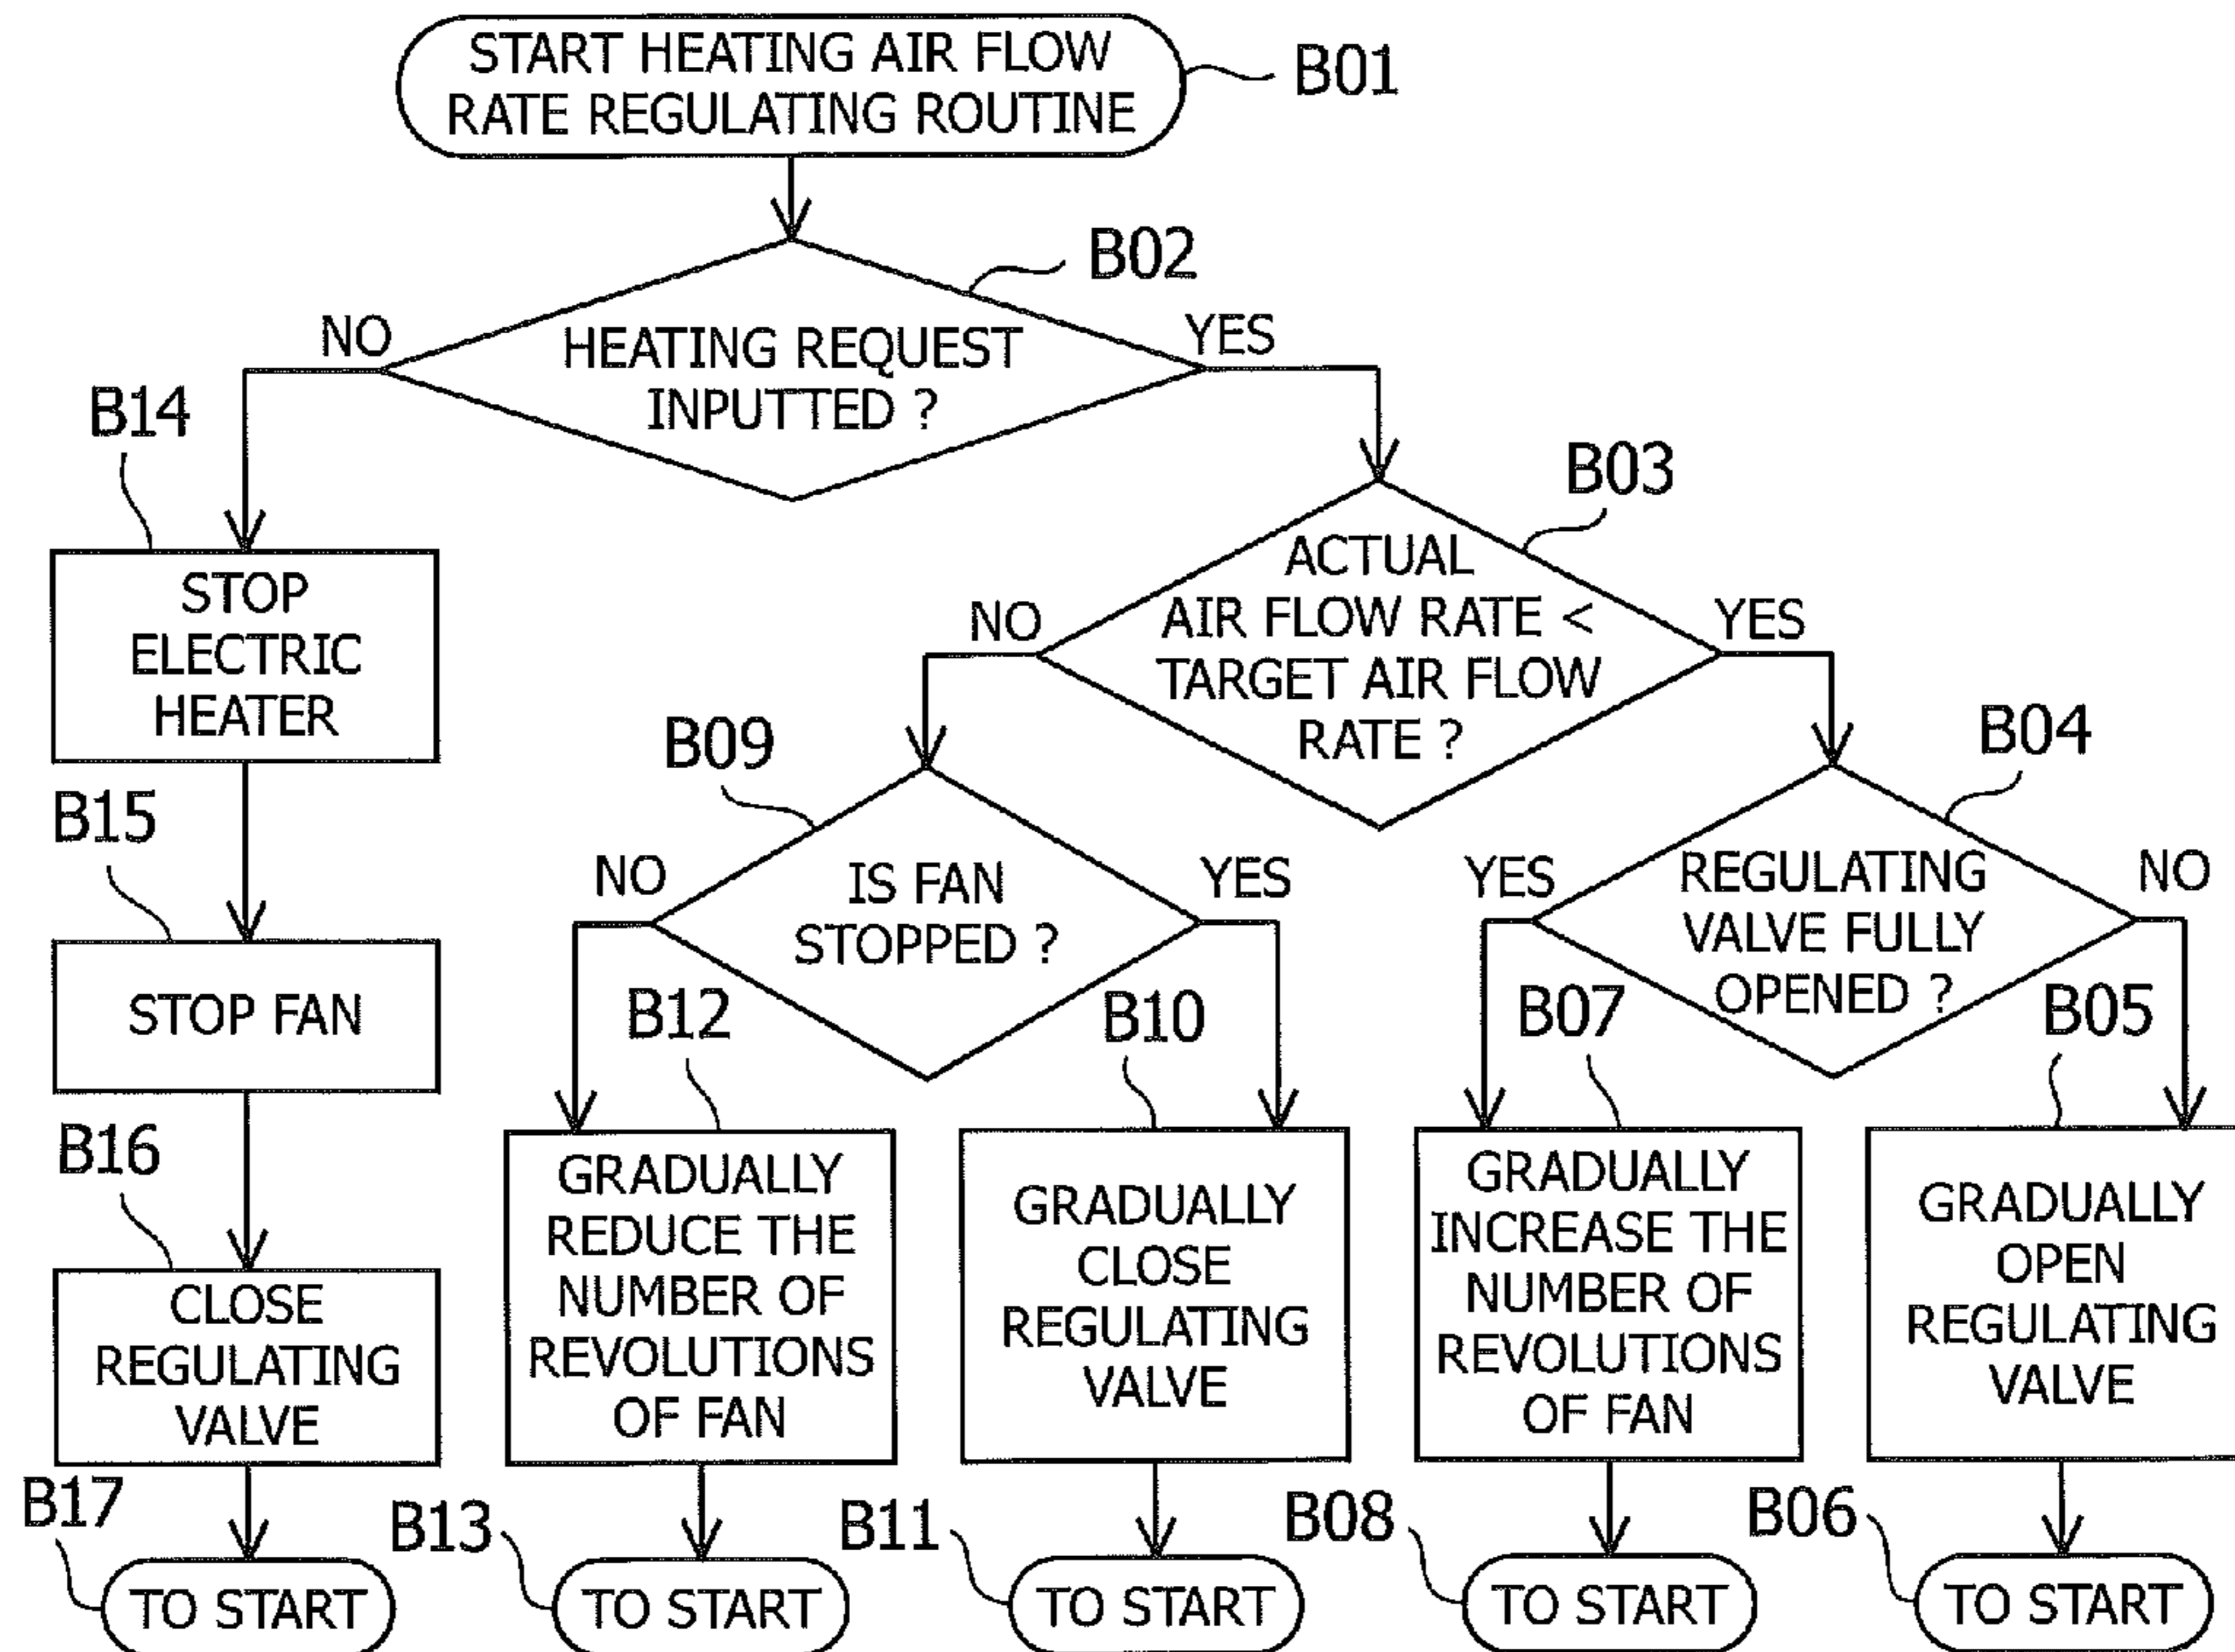 START HEATING AIR FLOW
RATE REGULATING ROUTINE
B01
B02
NO
HEATING REQUEST
INPUTTED ?
YES
B14
STOP
ELECTRIC
HEATER
B03
ACTUAL
AIR FLOW RATE <
TARGET AIR FLOW
RATE ?
NO
YES
B15
STOP FAN
B09
NO
IS FAN
STOPPED ?
YES
B04
YES
REGULATING
VALVE FULLY
OPENED ?
NO
B16
CLOSE
REGULATING
VALVE
B12
GRADUALLY
REDUCE THE
NUMBER OF
REVOLUTIONS
OF FAN
B10
GRADUALLY
CLOSE
REGULATING
VALVE
B07
GRADUALLY
INCREASE THE
NUMBER OF
REVOLUTIONS
OF FAN
B05
GRADUALLY
OPEN
REGULATING
VALVE
B17
TO START
B13
TO START
B11
TO START
B08
TO START
B06
TO START